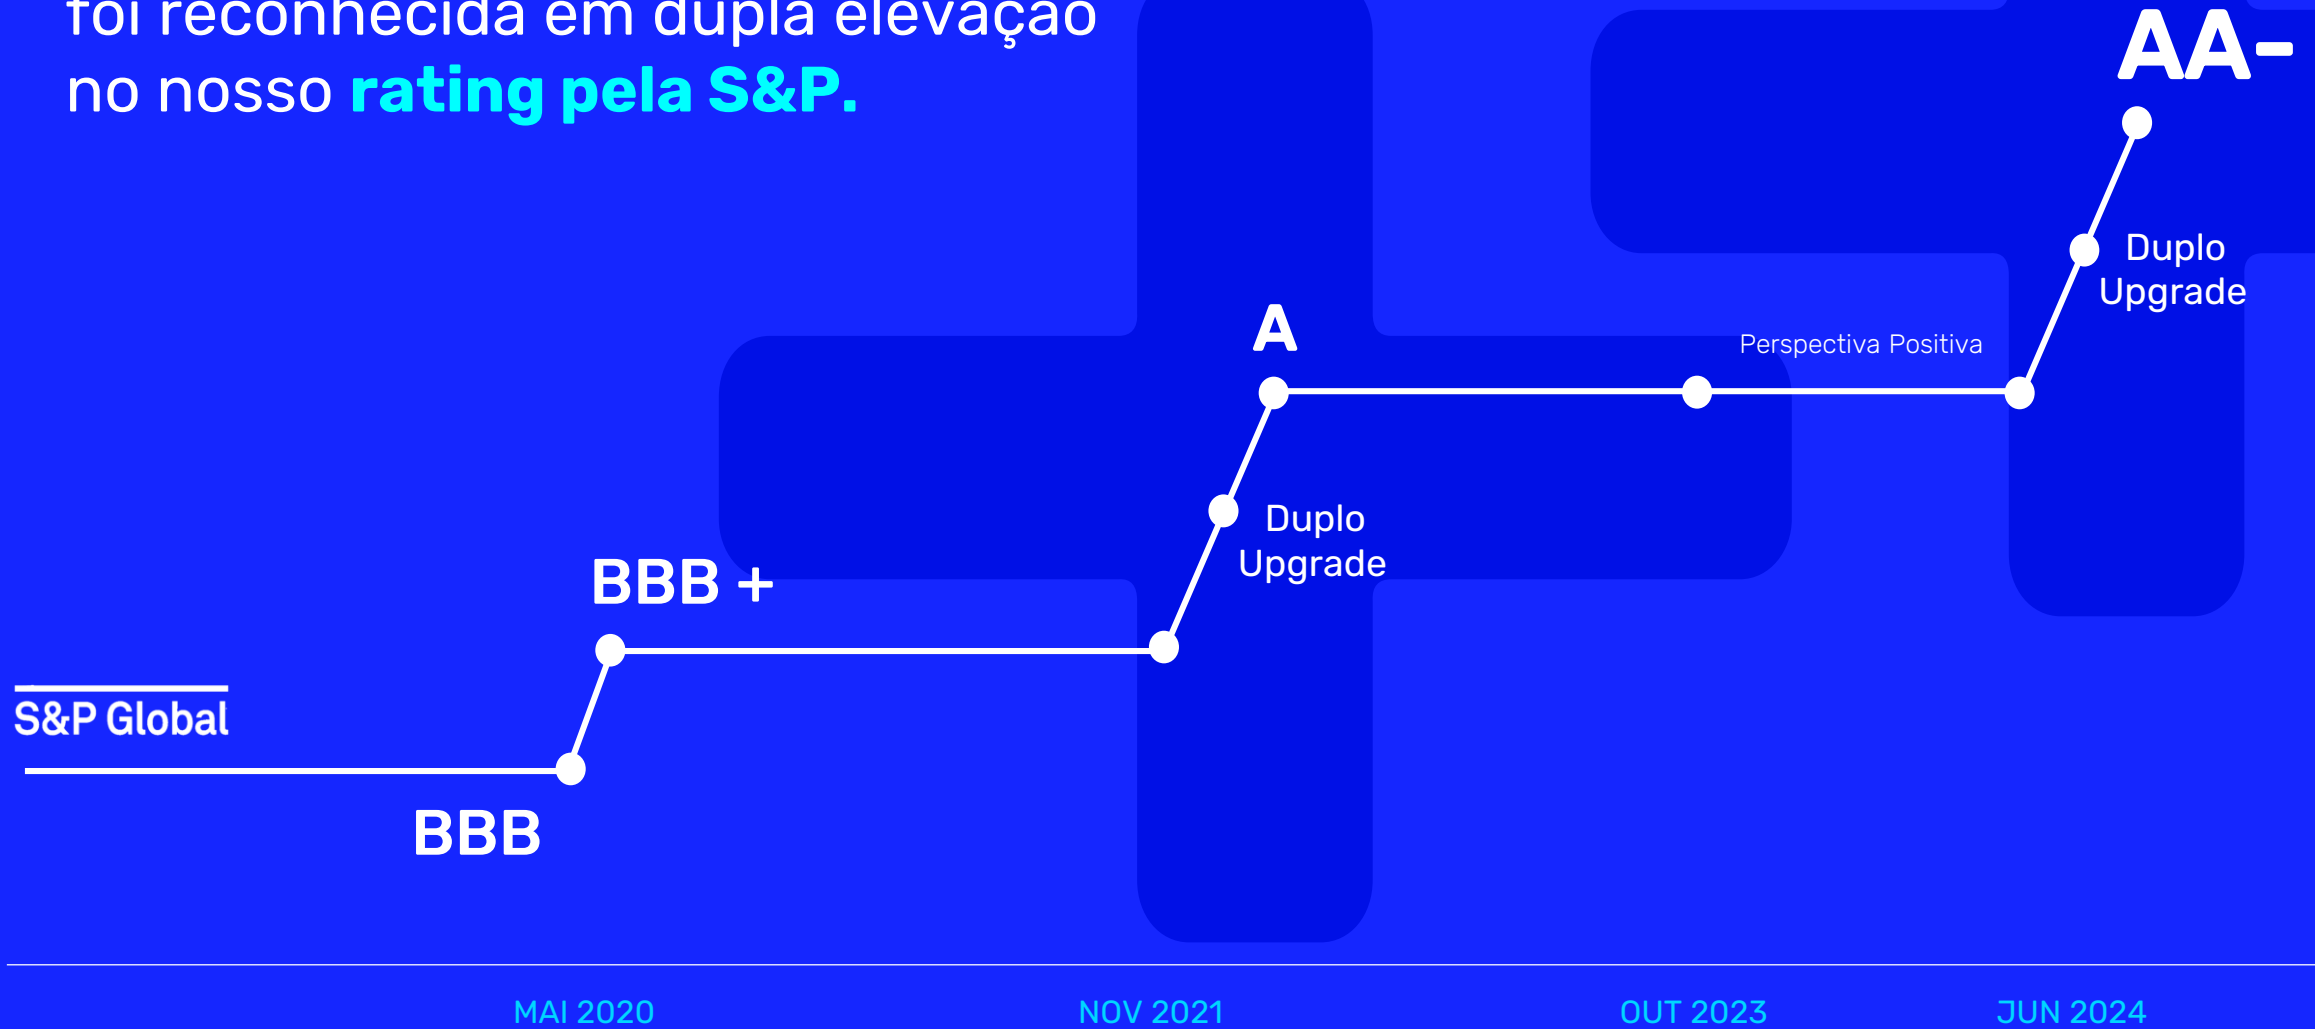 foi reconhecida em dupla elevação
no nosso rating pela S&P.
AA-
Duplo
Upgrade
Perspectiva Positiva
A
Duplo
Upgrade
BBB +
S&P Global
BBB
MAI 2020
NOV 2021
OUT 2023
JUN 2024